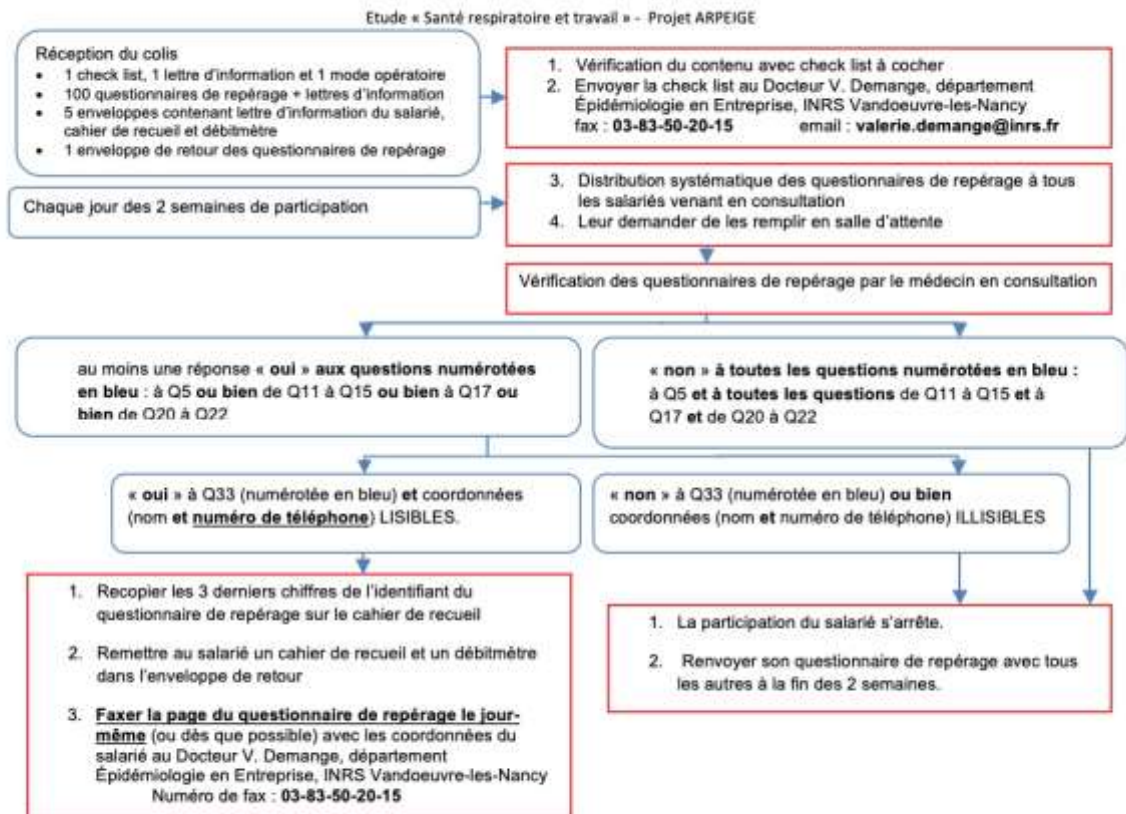 Etude « Santé respiratoire et travail » - Projet ARPEIGE
Réception du colis
• 1 check list, 1 lettre d'information et 1 mode opératoire
• 100 questionnaires de repérage + lettres d'information
• 5 enveloppes contenant lettre d'information du salarié,
cahier de recueil et débitmètre
• 1 enveloppe de retour des questionnaires de repérage
1. Vérification du contenu avec check list à cocher
2. Envoyer la check list au Docteur V. Demange, département
Épidémiologie en Entreprise, INRS Vandoeuvre-les-Nancy
fax : 03-83-50-20-15 email : valerie.demange@inrs.fr
Chaque jour des 2 semaines de participation
3. Distribution systématique des questionnaires de repérage à tous
les salariés venant en consultation
4. Leur demander de les remplir en salle d'attente
Vérification des questionnaires de repérage par le médecin en consultation
au moins une réponse « oui » aux questions numérotées
en bleu : à Q5 ou bien de Q11 à Q15 ou bien à Q17 ou
bien de Q20 à Q22
« non » à toutes les questions numérotées en bleu :
à Q5 et à toutes les questions de Q11 à Q15 et à
Q17 et de Q20 à Q22
« oui » à Q33 (numérotée en bleu) et coordonnées
(nom et numéro de téléphone) LISIBLES.
« non » à Q33 (numérotée en bleu) ou bien
coordonnées (nom et numéro de téléphone) ILLISIBLES
1. Recopier les 3 derniers chiffres de l'identifiant du
questionnaire de repérage sur le cahier de recueil
2. Remettre au salarié un cahier de recueil et un débitmètre
dans l'enveloppe de retour
3. Faxer la page du questionnaire de repérage le jour-
même (ou dès que possible) avec les coordonnées du
salarié au Docteur V. Demange, département
Épidémiologie en Entreprise, INRS Vandoeuvre-les-Nancy
Numéro de fax : 03-83-50-20-15
1. La participation du salarié s'arrête.
2. Renvoyer son questionnaire de repérage avec tous
les autres à la fin des 2 semaines.